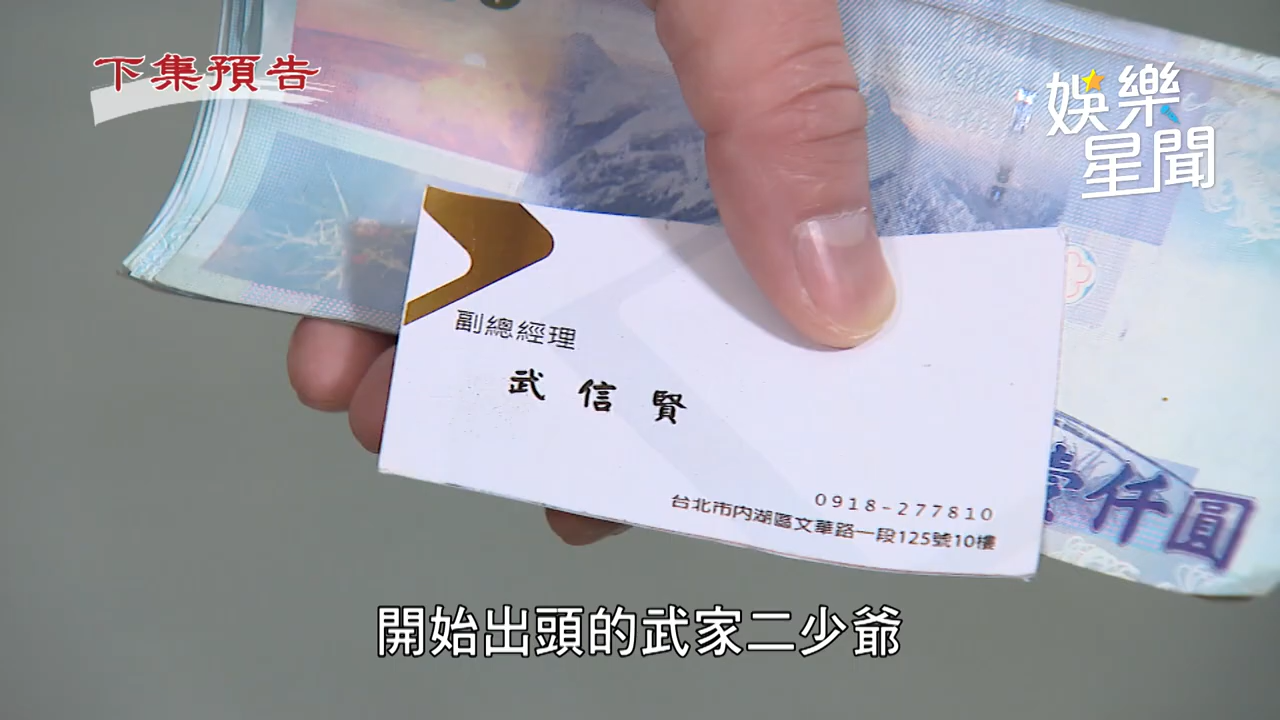 下集預告
娛樂
星聞
副總經理
武信賢
0918-277810
台北市內湖區文華路一段125號10樓
壹仟圓
開始出頭的武家二少爺